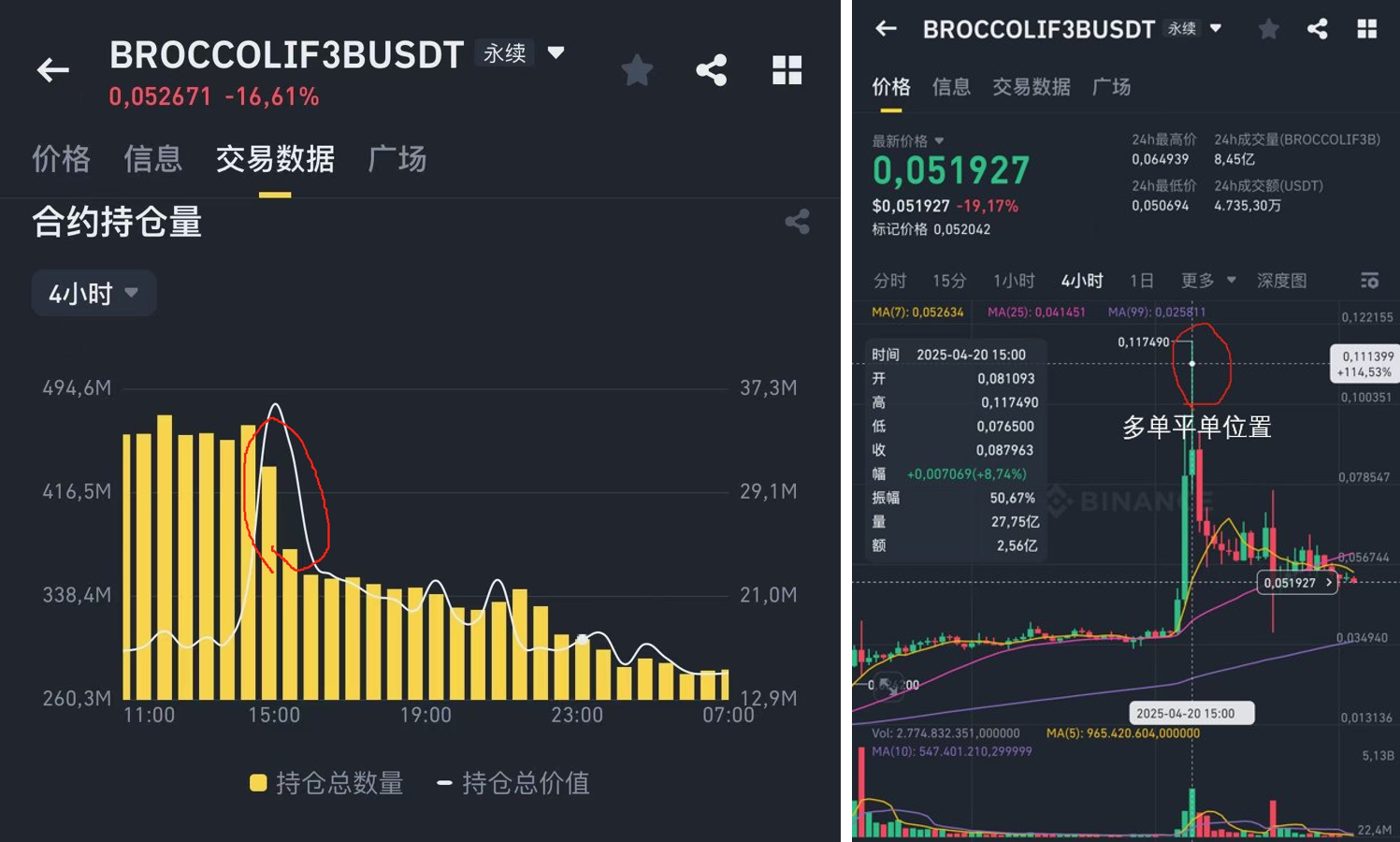 BROCCOLIF3BUSDT 永续
0,052671 -16,61%
价格 信息 交易数据 广场
合约持仓量
4小时
494,6M 37,3M
416,5M 29,1M
338,4M 21,0M
260,3M 12,9M
11:00 15:00 19:00 23:00 07:00
持仓总数量 持仓总价值
BROCCOLIF3BUSDT 永续
价格 信息 交易数据 广场
最新价格
0,051927
$0,051927 -19,17%
标记价格 0,052042
24h最高价 24h成交量(BROCCOLIF3B)
0,064939 8,45亿
24h最低价 24h成交额(USDT)
0,050694 4.735,30万
分时 15分 1小时 4小时 1日 更多 深度图
MA(7): 0,052634 MA(25): 0,041451 MA(99): 0,025811
0,122155
时间 2025-04-20 15:00
开 0,081093
高 0,117490
低 0,076500
收 0,087963
幅 +0,007069(+8,74%)
振幅 50,67%
量 27,75亿
额 2,56亿
0,117490
0,111399
+114,53%
0,100351
多单平单位置
0,078547
BINANCE
0,056744
0,051927
0,034940
2025-04-20 15:00
0,013136
Vol: 2.774.832.351,000000 MA(5): 965.420.604,000000
MA(10): 547.401.210,299999
5,13B
22,4M